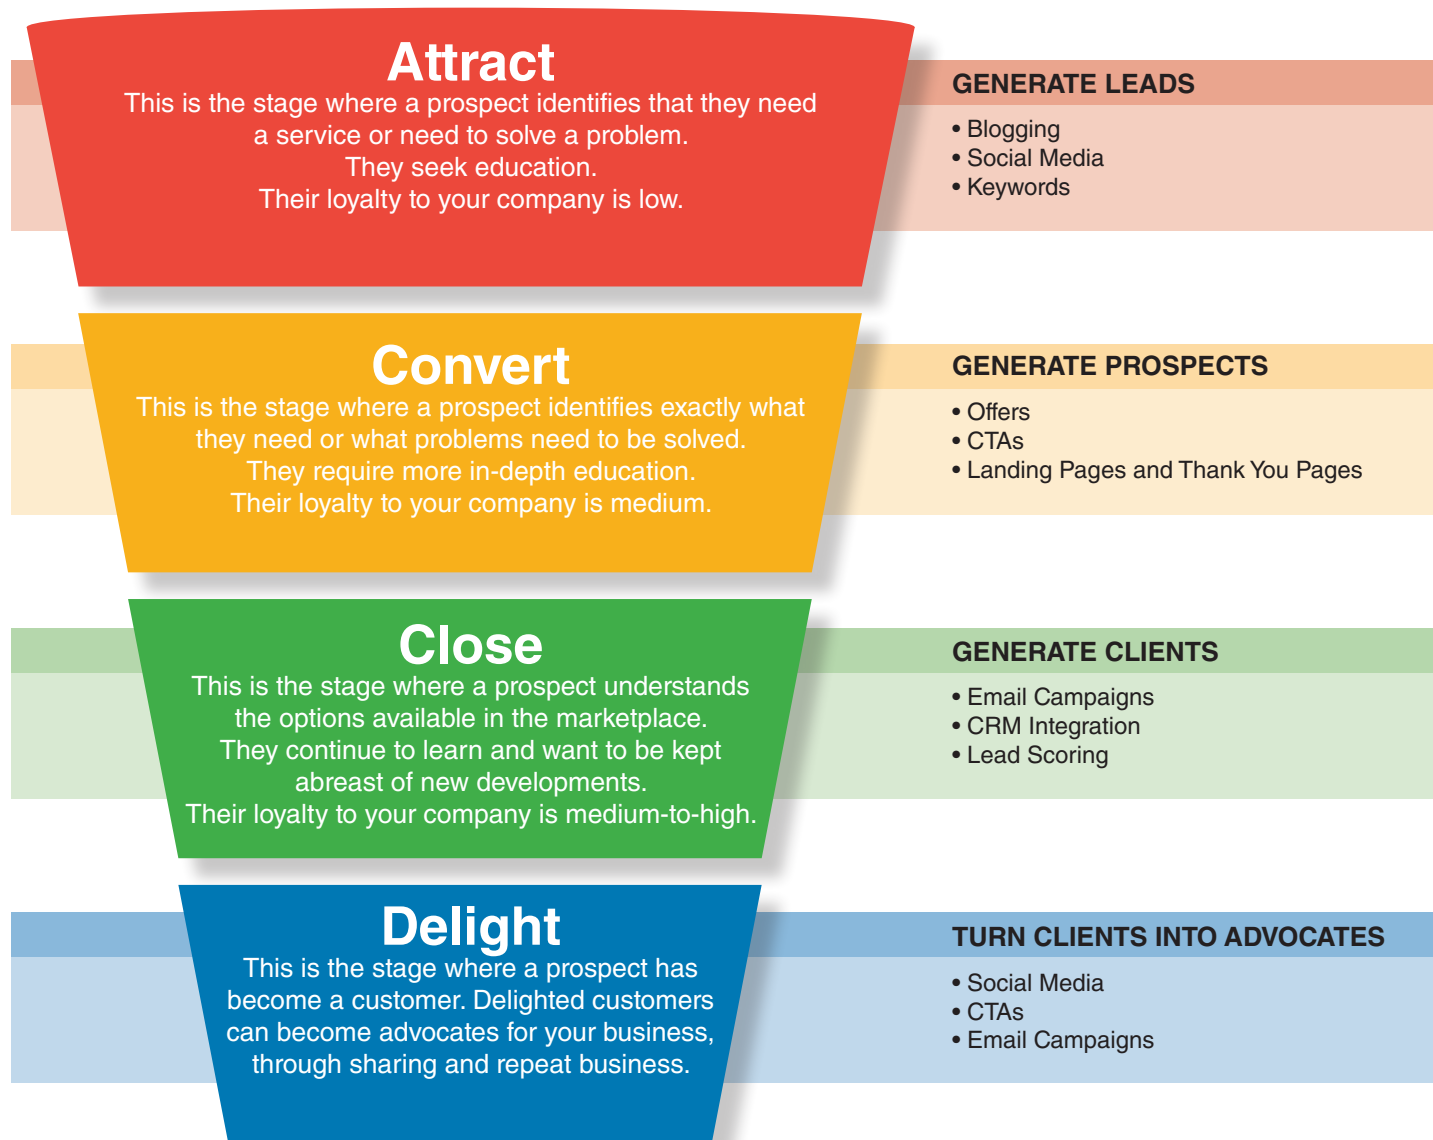 Attract
This is the stage where a prospect identifies that they need
a service or need to solve a problem.
They seek education.
Their loyalty to your company is low.
GENERATE LEADS
• Blogging
• Social Media
• Keywords
Convert
This is the stage where a prospect identifies exactly what
they need or what problems need to be solved.
They require more in-depth education.
Their loyalty to your company is medium.
GENERATE PROSPECTS
• Offers
• CTAs
• Landing Pages and Thank You Pages
Close
This is the stage where a prospect understands
the options available in the marketplace.
They continue to learn and want to be kept
abreast of new developments.
Their loyalty to your company is medium-to-high.
GENERATE CLIENTS
• Email Campaigns
• CRM Integration
• Lead Scoring
Delight
This is the stage where a prospect has
become a customer. Delighted customers
can become advocates for your business,
through sharing and repeat business.
TURN CLIENTS INTO ADVOCATES
• Social Media
• CTAs
• Email Campaigns